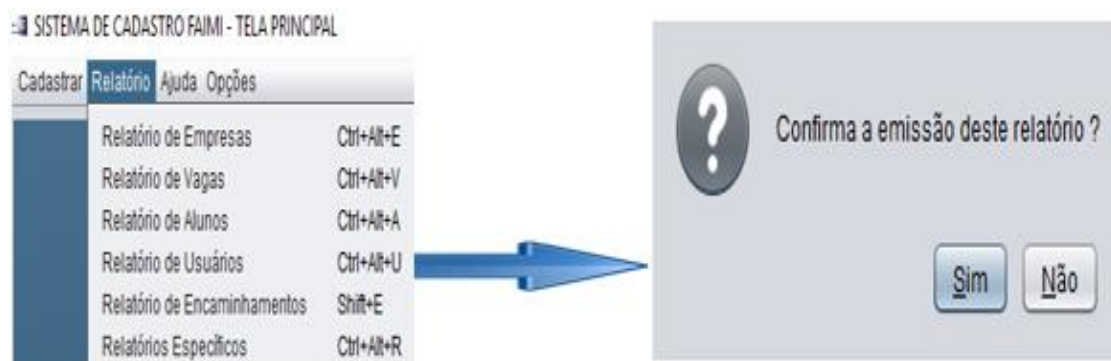 SISTEMA DE CADASTRO FAIMI - TELA PRINCIPAL
Cadastrar Relatório Ajuda Opções
Relatório de Empresas Ctrl+Alt+E
Relatório de Vagas Ctrl+Alt+V
Relatório de Alunos Ctrl+Alt+A
Relatório de Usuários Ctrl+Alt+U
Relatório de Encaminhamentos Shift+E
Relatórios Específicos Ctrl+Alt+R
Confirma a emissão deste relatório ?
Sim Não